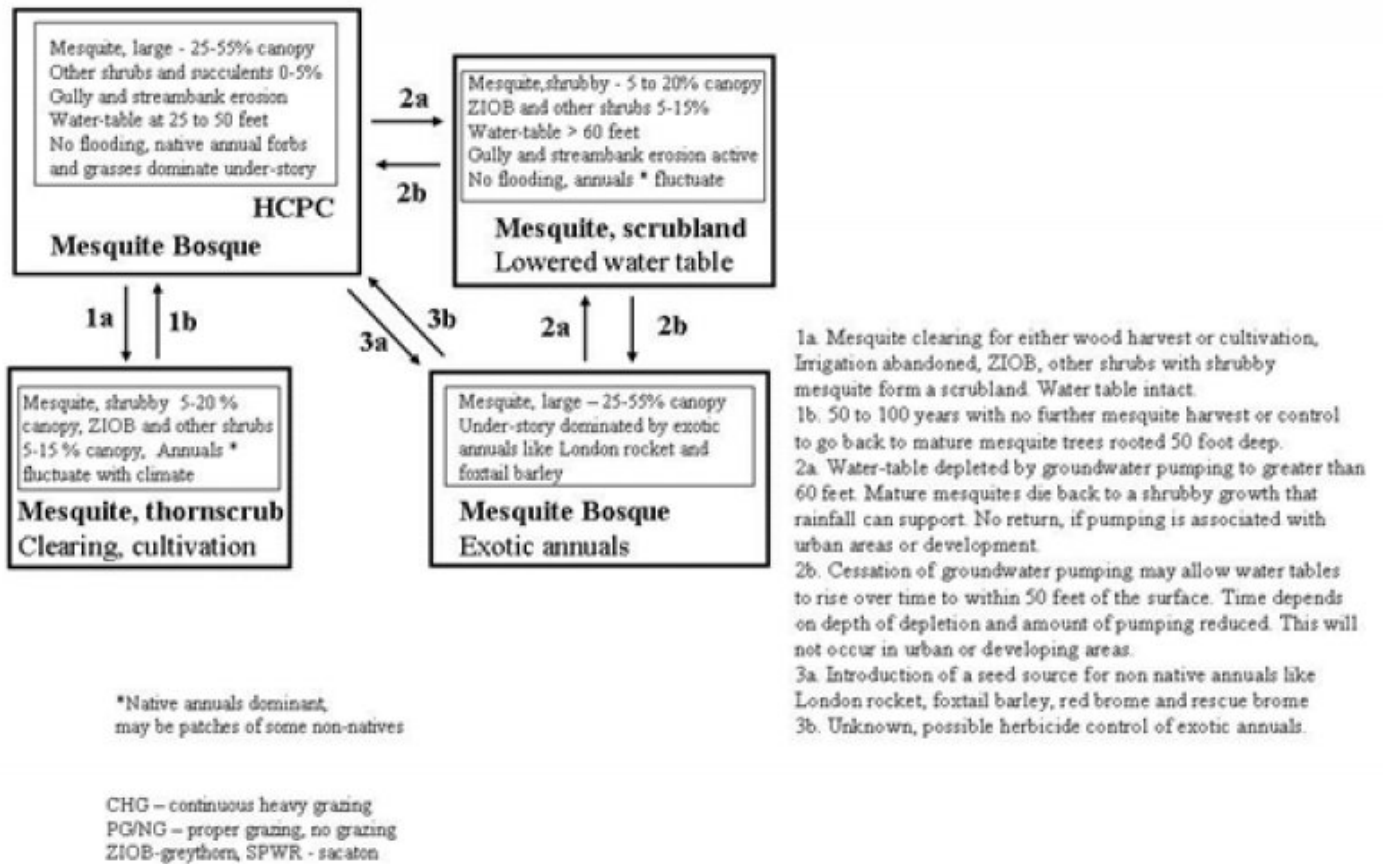 Mesquite, large - 25-55% canopy
Other shrubs and succulents 0-5%
Gully and streambank erosion
Water-table at 25 to 50 feet
No flooding, native annual forbs
and grasses dominate under-story
HCPC
Mesquite Bosque
2a
2b
Mesquite,shrubby - 5 to 20% canopy
ZIOB and other shrubs 5-15%
Water-table > 60 feet
Gully and streambank erosion active
No flooding, annuals * fluctuate
Mesquite, scrubland
Lowered water table
1a
1b
3a
3b
2a
2b
Mesquite, shrubby 5-20 %
canopy, ZIOB and other shrubs
5-15 % canopy, Annuals *
fluctuate with climate
Mesquite, thornscrub
Clearing, cultivation
Mesquite, large – 25-55% canopy
Under-story dominated by exotic
annuals like London rocket and
foxtail barley
Mesquite Bosque
Exotic annuals
1a. Mesquite clearing for either wood harvest or cultivation,
Irrigation abandoned, ZIOB, other shrubs with shrubby
mesquite form a scrubland. Water table intact.
1b. 50 to 100 years with no further mesquite harvest or control
to go back to mature mesquite trees rooted 50 foot deep.
2a. Water-table depleted by groundwater pumping to greater than
60 feet. Mature mesquites die back to a shrubby growth that
rainfall can support. No return, if pumping is associated with
urban areas or development.
2b. Cessation of groundwater pumping may allow water tables
to rise over time to within 50 feet of the surface. Time depends
on depth of depletion and amount of pumping reduced. This will
not occur in urban or developing areas.
3a. Introduction of a seed source for non native annuals like
London rocket, foxtail barley, red brome and rescue brome
3b. Unknown, possible herbicide control of exotic annuals.
*Native annuals dominant,
may be patches of some non-natives
CHG – continuous heavy grazing
PG/NG – proper grazing, no grazing
ZIOB-greythorn, SPWR - sacaton